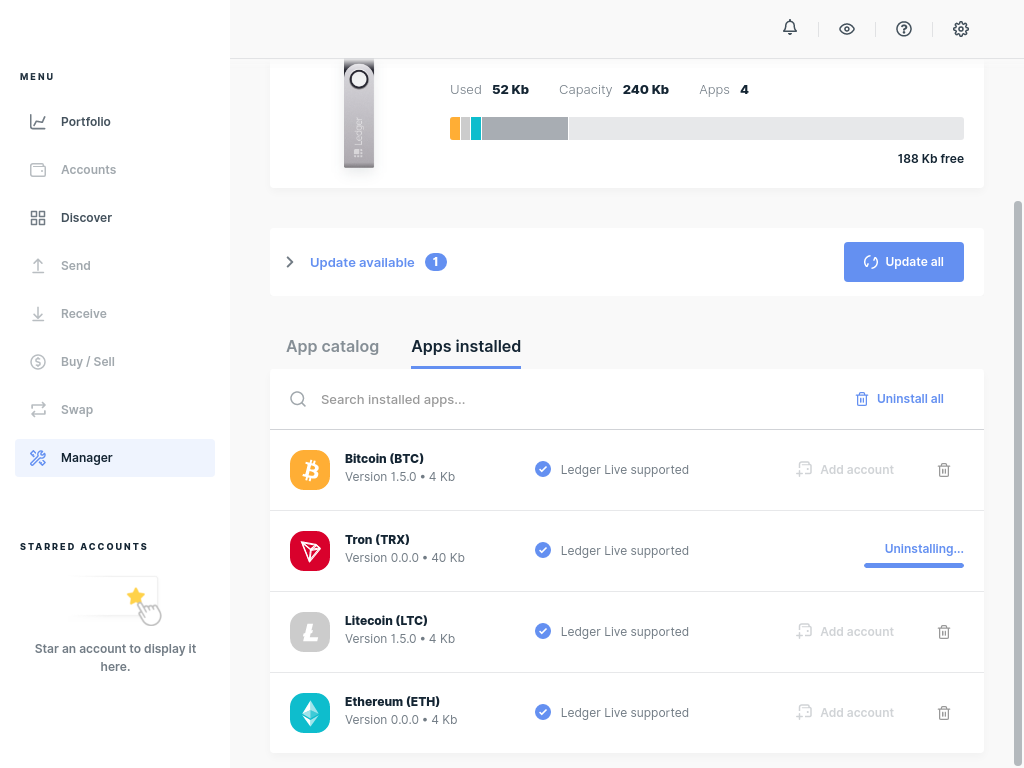 MENU
Portfolio
Accounts
Discover
Send
Receive
Buy / Sell
Swap
Manager
STARRED ACCOUNTS
Star an account to display it
here.
Ledger
Used 52 Kb Capacity 240 Kb Apps 4
188 Kb free
Update available 1
Update all
App catalog Apps installed
Search installed apps...
Uninstall all
Bitcoin (BTC)
Version 1.5.0 • 4 Kb
Ledger Live supported
Add account
Tron (TRX)
Version 0.0.0 • 40 Kb
Ledger Live supported
Uninstalling...
Litecoin (LTC)
Version 1.5.0 • 4 Kb
Ledger Live supported
Add account
Ethereum (ETH)
Version 0.0.0 • 4 Kb
Ledger Live supported
Add account